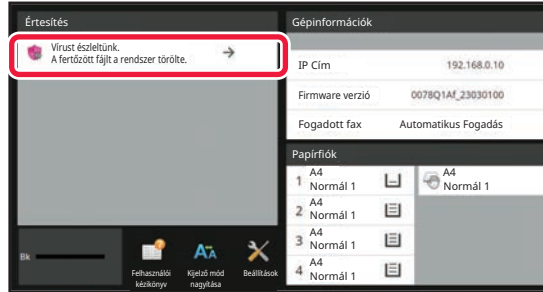 Értesítés
Vírust észleltünk.
A fertőzött fájlt a rendszer törölte.
Bk
Felhasználói
kézikönyv
Kijelző mód
nagyítása
Beállítások
Gépinformációk
IP Cím 192.168.0.10
Firmware verzió 0078Q1Af_23030100
Fogadott fax Automatikus Fogadás
Papírfiók
1 A4
Normál 1
2 A4
Normál 1
3 A4
Normál 1
4 A4
Normál 1
A4
Normál 1